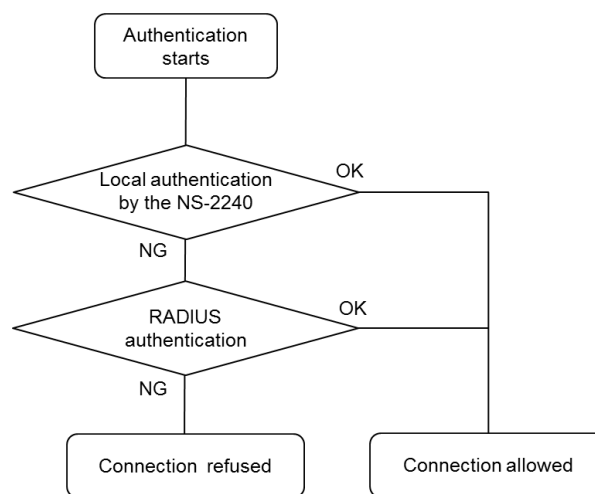 Authentication
starts
Local authentication
by the NS-2240
OK
NG
RADIUS
authentication
OK
NG
Connection refused
Connection allowed